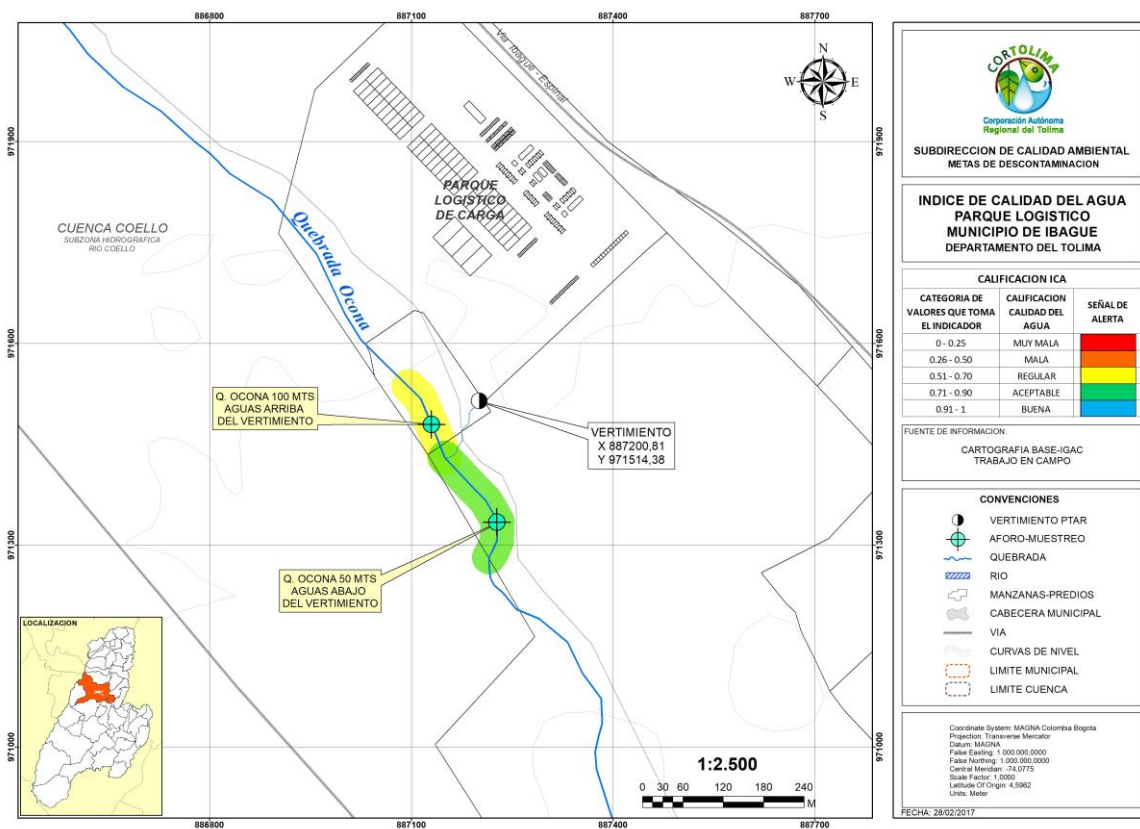 886800
887100
887400
887700
971900
971600
971300
971000
Via Ibague - Espinal
N
W E
S
PARQUE
LOGISTICO
DE CARGA
CUENCA COELLO
SUBZONA HIDROGRAFICA
RIO COELLO
Quebrada Ocona
Q. OCONA 100 MTS
AGUAS ARRIBA
DEL VERTIMIENTO
VERTIMIENTO
X 887200,81
Y 971514,38
Q. OCONA 50 MTS
AGUAS ABAJO
DEL VERTIMIENTO
LOCALIZACION
1:2.500
0 30 60 120 180 240
M
971900
971600
971300
971000
886800
887100
887400
887700
CORTOLIMA
Corporación Autónoma
Regional del Tolima
SUBDIRECCION DE CALIDAD AMBIENTAL
METAS DE DESCONTAMINACION
INDICE DE CALIDAD DEL AGUA
PARQUE LOGISTICO
MUNICIPIO DE IBAGUE
DEPARTAMENTO DEL TOLIMA
CALIFICACION ICA
CATEGORIA DE
VALORES QUE TOMA
EL INDICADOR
CALIFICACION
CALIDAD DEL
AGUA
SEÑAL DE
ALERTA
0 - 0.25 MUY MALA
0.26 - 0.50 MALA
0.51 - 0.70 REGULAR
0.71 - 0.90 ACEPTABLE
0.91 - 1 BUENA
FUENTE DE INFORMACION:
CARTOGRAFIA BASE-IGAC
TRABAJO EN CAMPO
CONVENCIONES
VERTIMIENTO PTAR
AFORO-MUESTREO
QUEBRADA
RIO
MANZANAS-PREDIOS
CABECERA MUNICIPAL
VIA
CURVAS DE NIVEL
LIMITE MUNICIPAL
LIMITE CUENCA
Coordinate System: MAGNA Colombia Bogota
Projection: Transverse Mercator
Datum: MAGNA
False Easting: 1.000.000,0000
False Northing: 1.000.000,0000
Central Meridian: -74,0775
Scale Factor: 1,0000
Latitude Of Origin: 4,5962
Units: Meter
FECHA: 28/02/2017